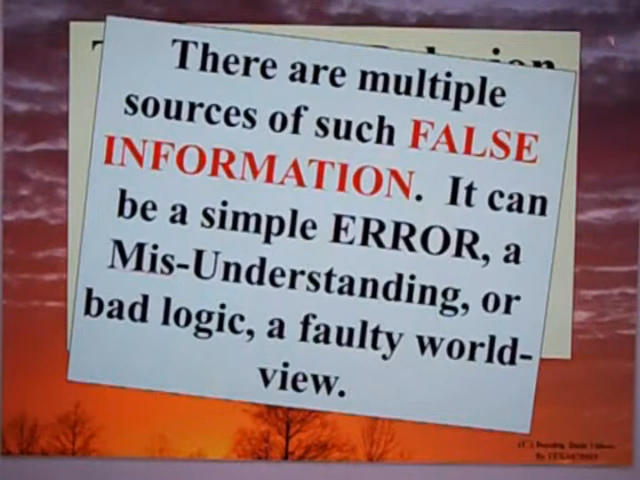 There are multiple
sources of such FALSE
INFORMATION. It can
be a simple ERROR, a
Mis-Understanding, or
bad logic, a faulty world-
view.